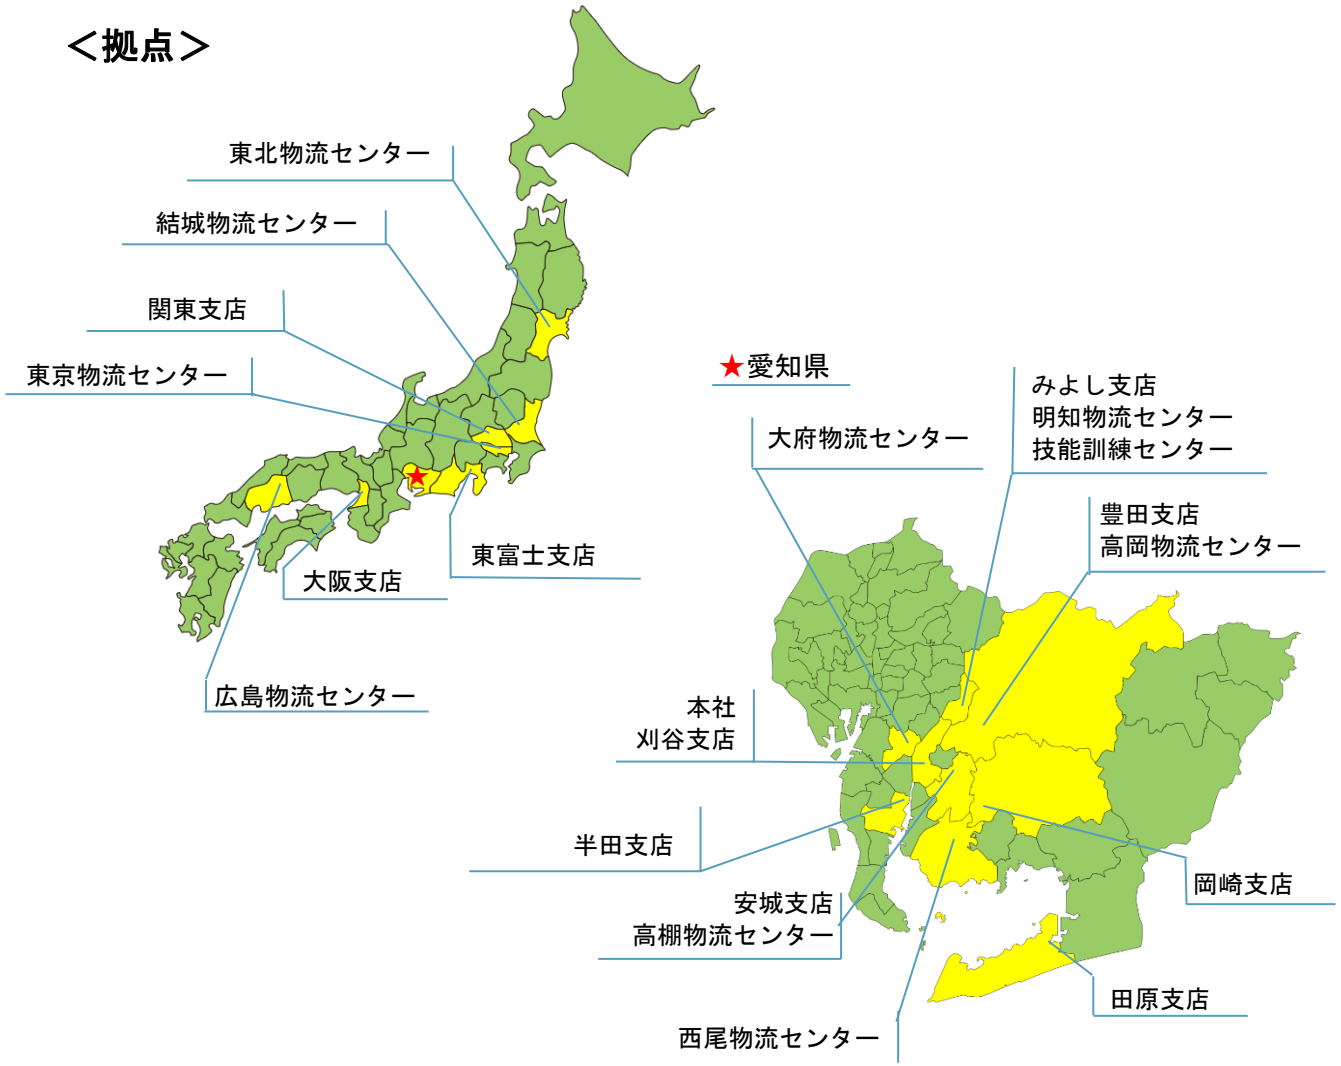 ＜拠点＞
東北物流センター
結城物流センター
関東支店
東京物流センター
東富士支店
大阪支店
広島物流センター
★愛知県
大府物流センター
みよし支店
明知物流センター
技能訓練センター
豊田支店
高岡物流センター
本社
刈谷支店
半田支店
安城支店
高棚物流センター
西尾物流センター
岡崎支店
田原支店